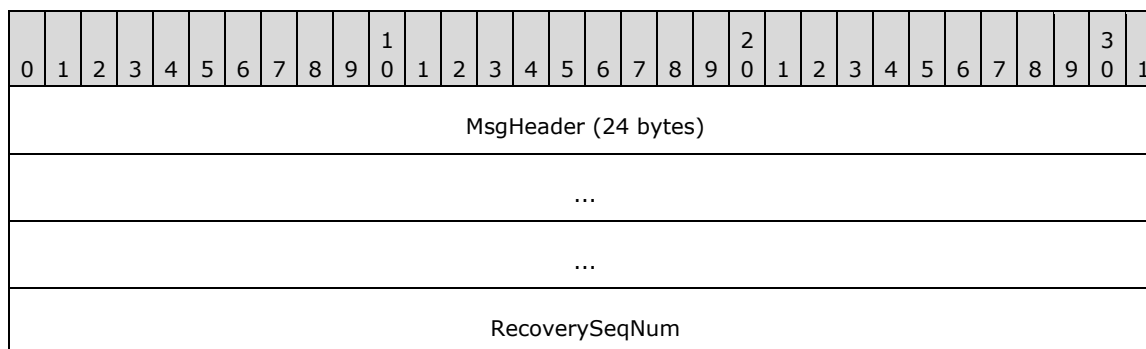 1 2 3
0 1 2 3 4 5 6 7 8 9 0 1 2 3 4 5 6 7 8 9 0 1 2 3 4 5 6 7 8 9 0 1
MsgHeader (24 bytes)
...
...
RecoverySeqNum